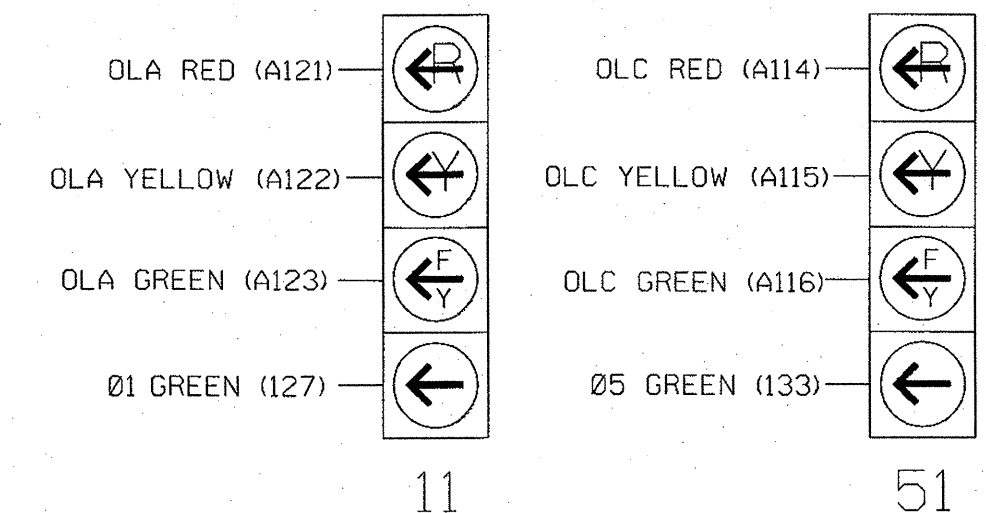 OLA RED (A121)
R
OLA YELLOW (A122)
Y
OLA GREEN (A123)
F
Y
Ø1 GREEN (127)
11
OLC RED (A114)
R
OLC YELLOW (A115)
Y
OLC GREEN (A116)
F
Y
Ø5 GREEN (133)
51